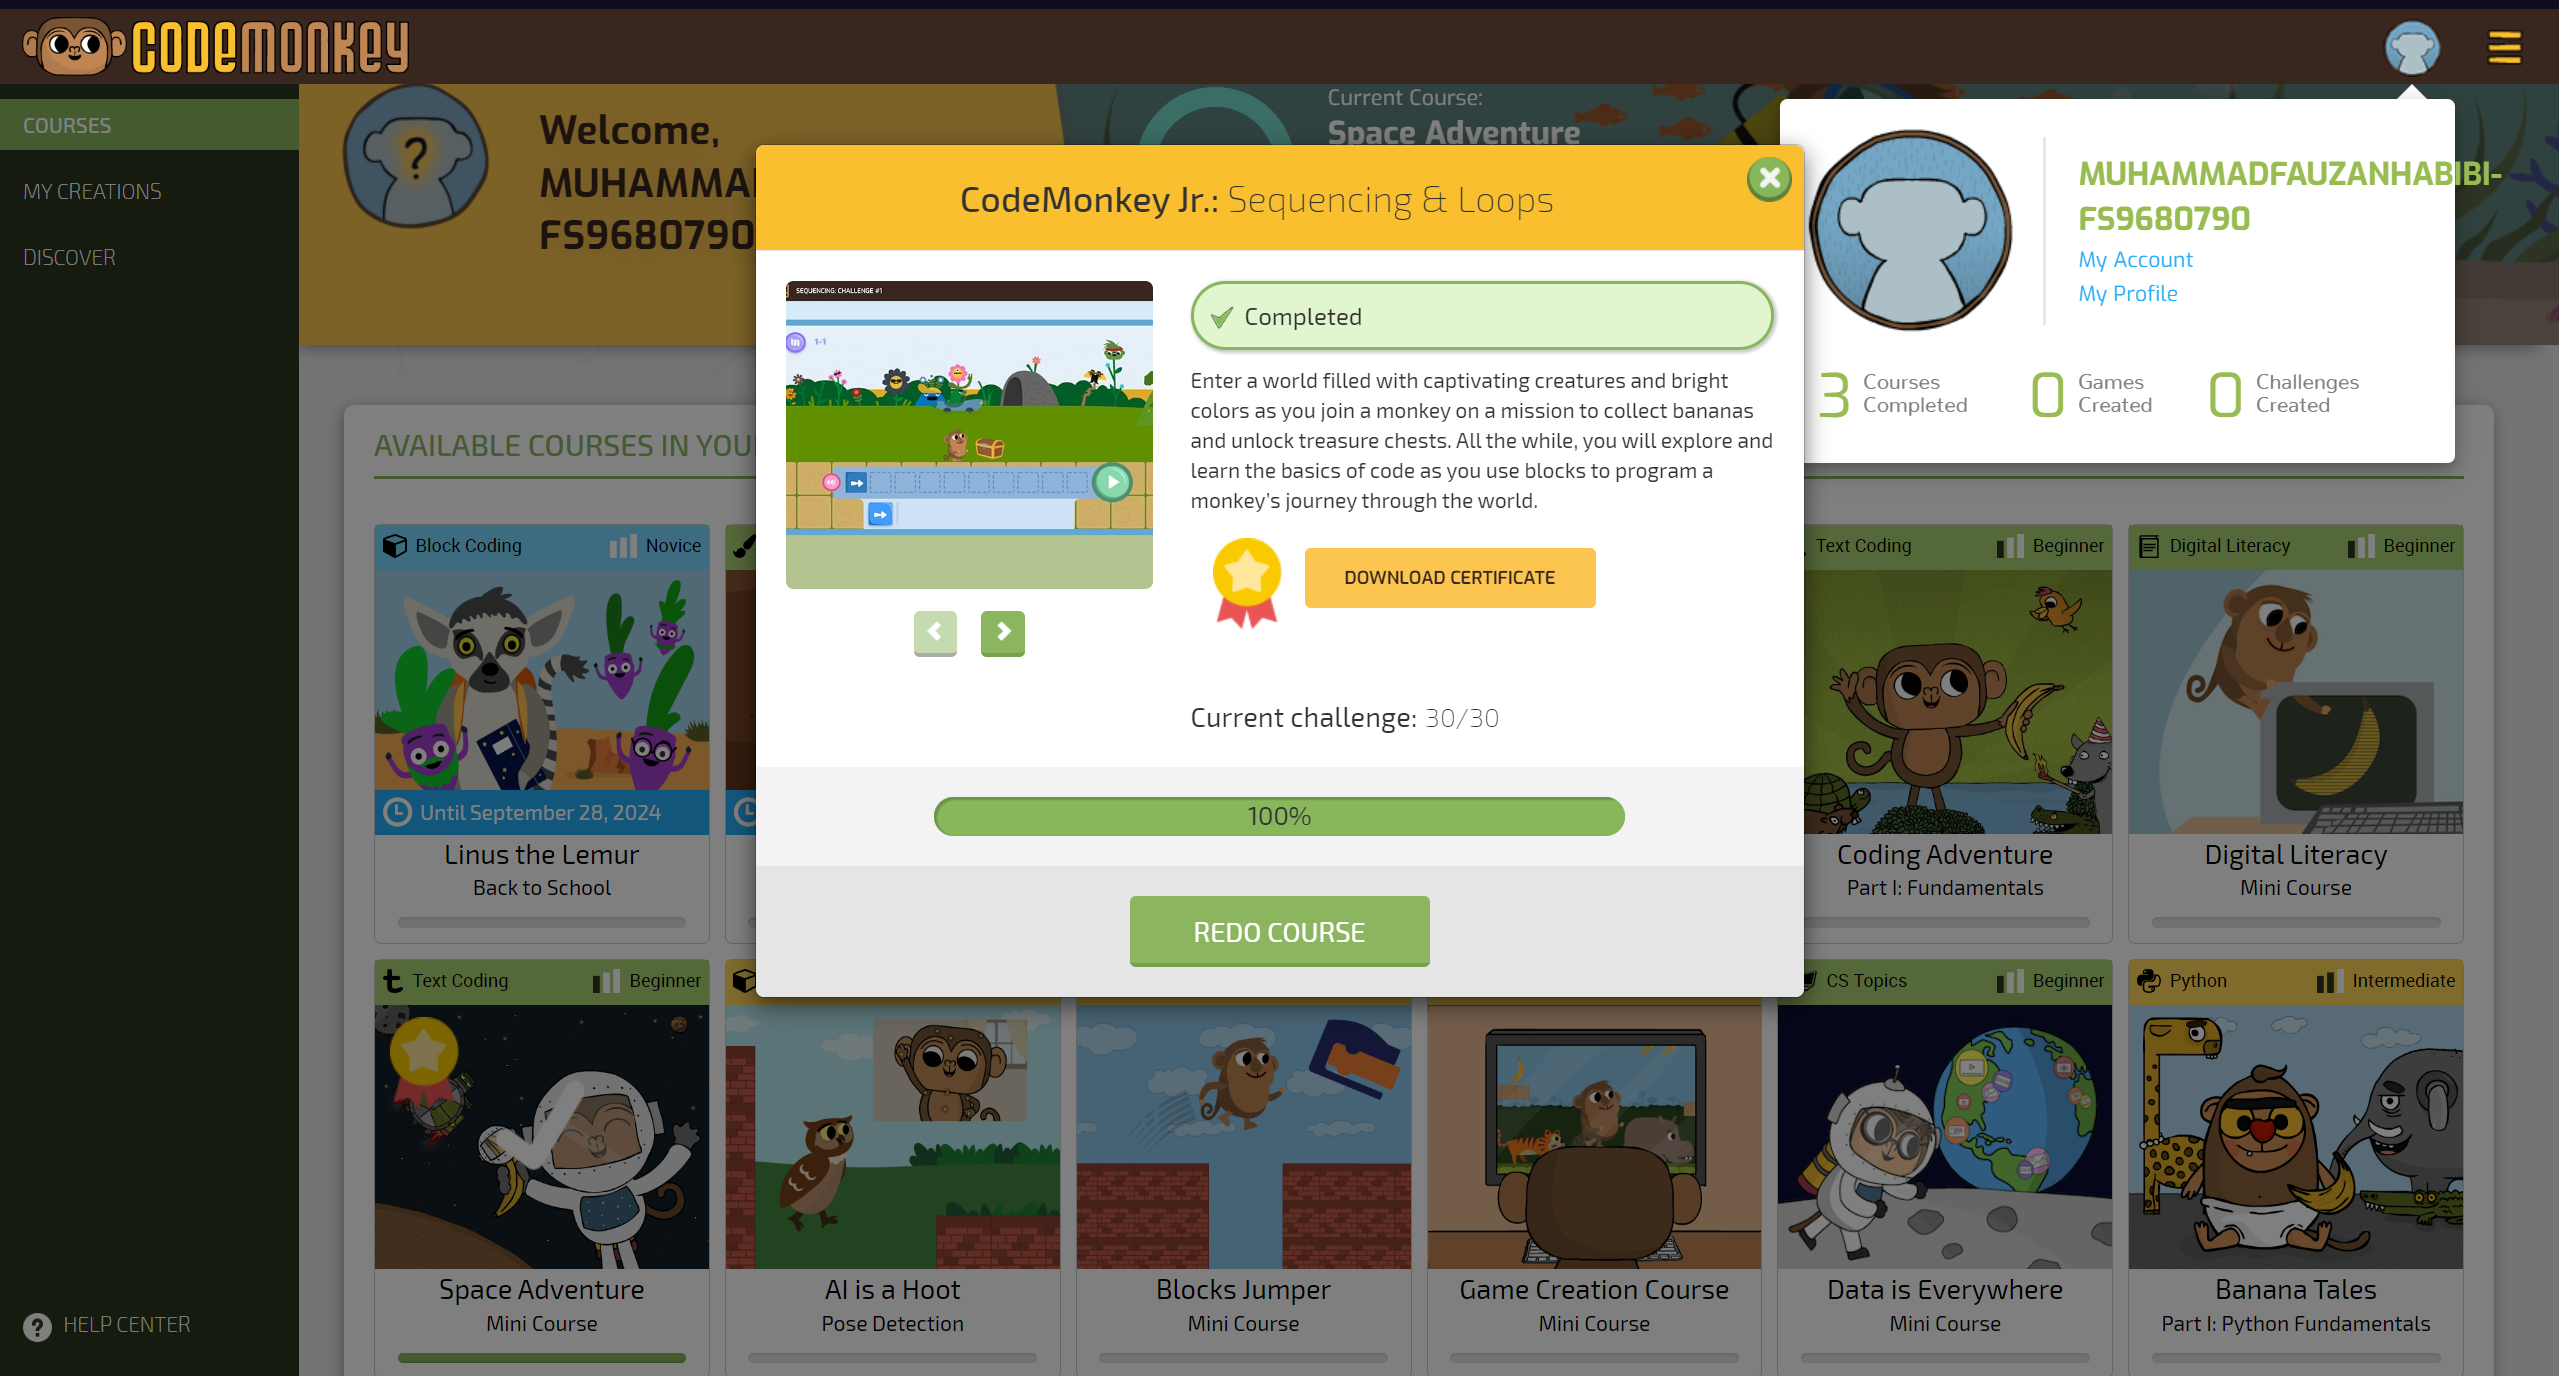 CODEMONKEY
COURSES
MY CREATIONS
DISCOVER
HELP CENTER
Welcome,
MUHAMMA
FS9680790
Current Course:
Space Adventure
MUHAMMADFAUZANHABIBI-
FS9680790
My Account
My Profile
3 Courses Completed
0 Games Created
0 Challenges Created
CodeMonkey Jr.: Sequencing & Loops
SEQUENCING: CHALLENGE #1
1-1
Completed
Enter a world filled with captivating creatures and bright
colors as you join a monkey on a mission to collect bananas
and unlock treasure chests. All the while, you will explore and
learn the basics of code as you use blocks to program a
monkey's journey through the world.
DOWNLOAD CERTIFICATE
Current challenge: 30/30
100%
REDO COURSE
AVAILABLE COURSES IN YOU
Block Coding Novice
Until September 28, 2024
Linus the Lemur
Back to School
Text Coding Beginner
Coding Adventure
Part I: Fundamentals
Digital Literacy Beginner
Digital Literacy
Mini Course
Text Coding Beginner
Space Adventure
Mini Course
AI is a Hoot
Pose Detection
Blocks Jumper
Mini Course
Game Creation Course
Mini Course
CS Topics Beginner
Data is Everywhere
Mini Course
Python Intermediate
Banana Tales
Part I: Python Fundamentals